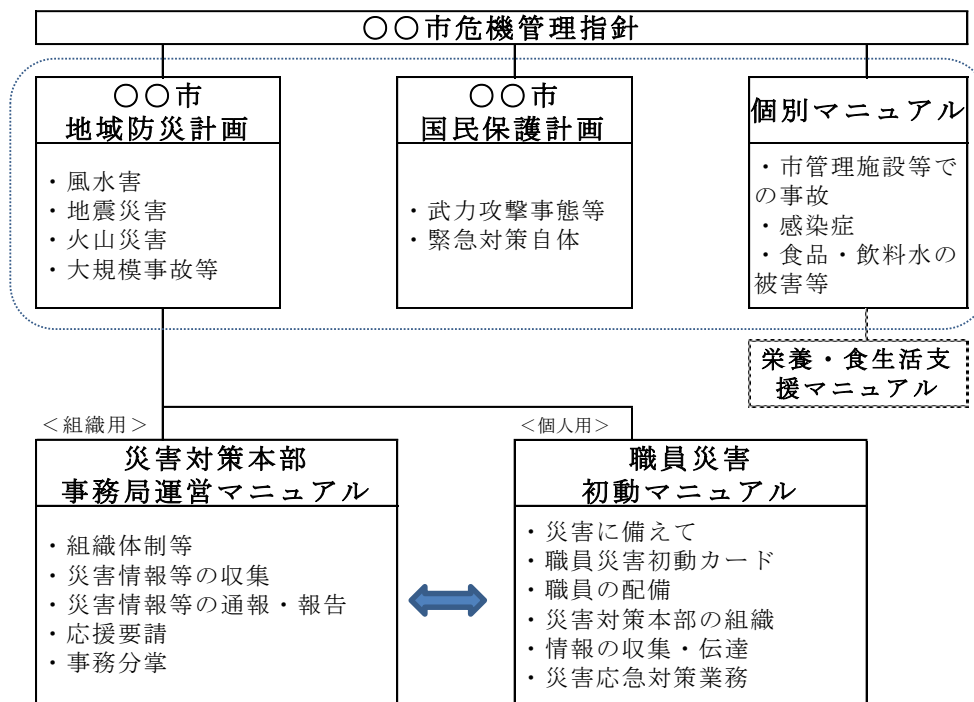 〇〇市危機管理指針
〇〇市
地域防災計画
・風水害
・地震災害
・火山災害
・大規模事故等
〇〇市
国民保護計画
・武力攻撃事態等
・緊急対策自体
個別マニュアル
・市管理施設等で
の事故
・感染症
・食品・飲料水の
被害等
栄養・食生活支
援マニュアル
＜組織用＞
災害対策本部
事務局運営マニュアル
・組織体制等
・災害情報等の収集
・災害情報等の通報・報告
・応援要請
・事務分掌
＜個人用＞
職員災害
初動マニュアル
・災害に備えて
・職員災害初動カード
・職員の配備
・災害対策本部の組織
・情報の収集・伝達
・災害応急対策業務